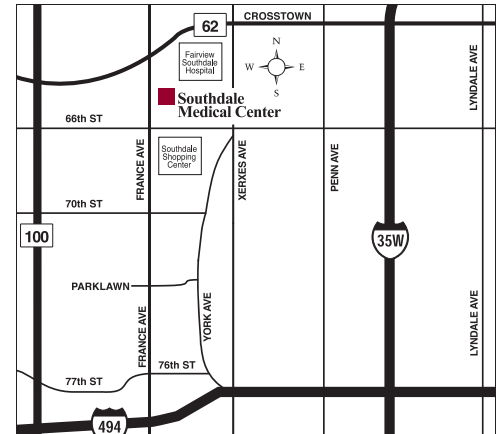 62
CROSSTOWN
Fairview
Southdale
Hospital
N
W
E
S
LYNDALE AVE
Southdale
Medical Center
66th ST
FRANCE AVE
Southdale
Shopping
Center
XERXES AVE
PENN AVE
70th ST
100
35W
PARKLAWN
YORK AVE
FRANCE AVE
LYNDALE AVE
76th ST
77th ST
494